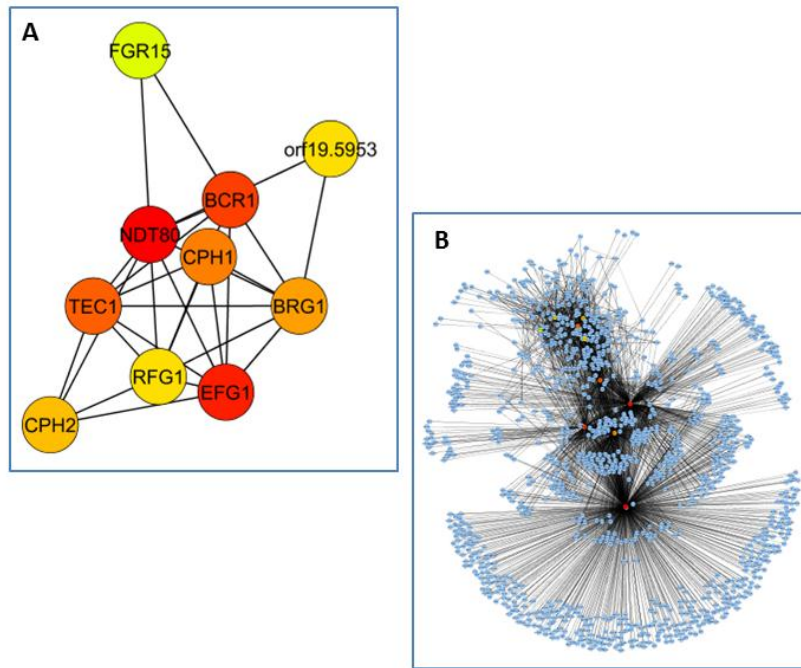 A
FGR15
orf19.5953
BCR1
NDT80
CPH1
TEC1
BRG1
RFG1
EFG1
CPH2
B